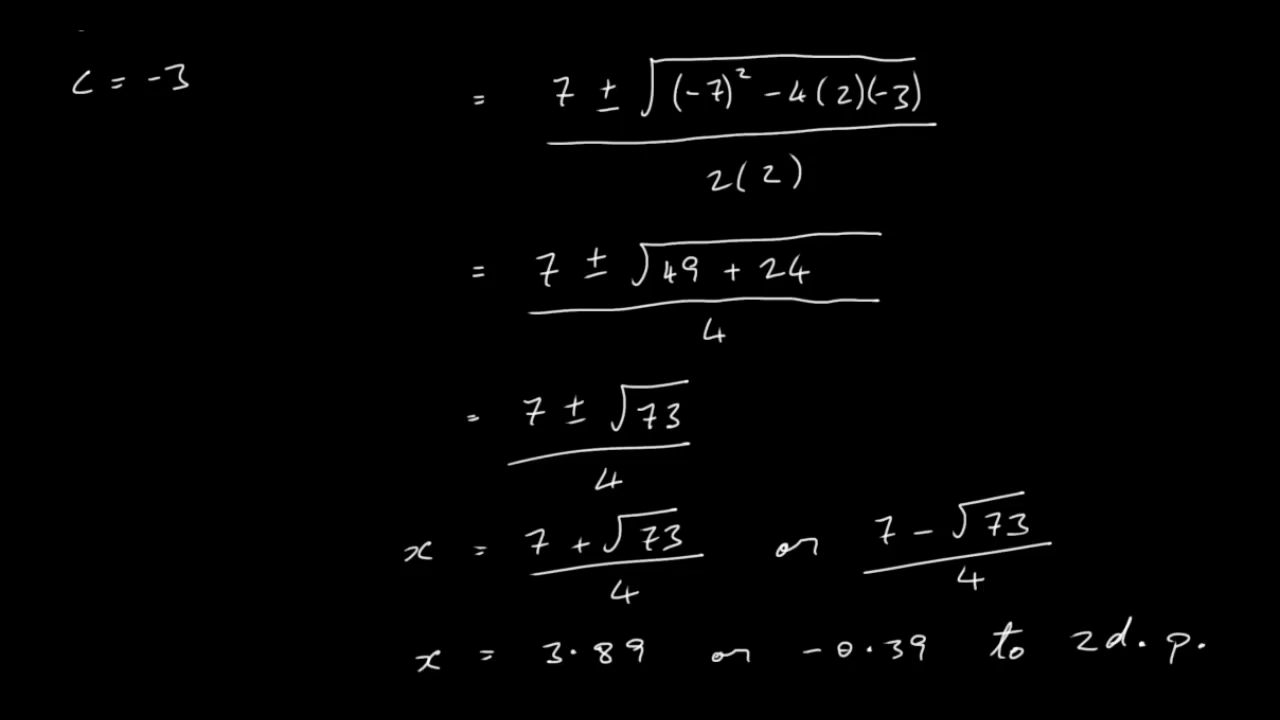 c = -3
= 7 ± √(-7)² - 4(2)(-3)
2(2)
= 7 ± √49 + 24
4
= 7 ± √73
4
x = 7 + √73 or 7 - √73
4 4
x = 3.89 or -0.39 to 2d.p.